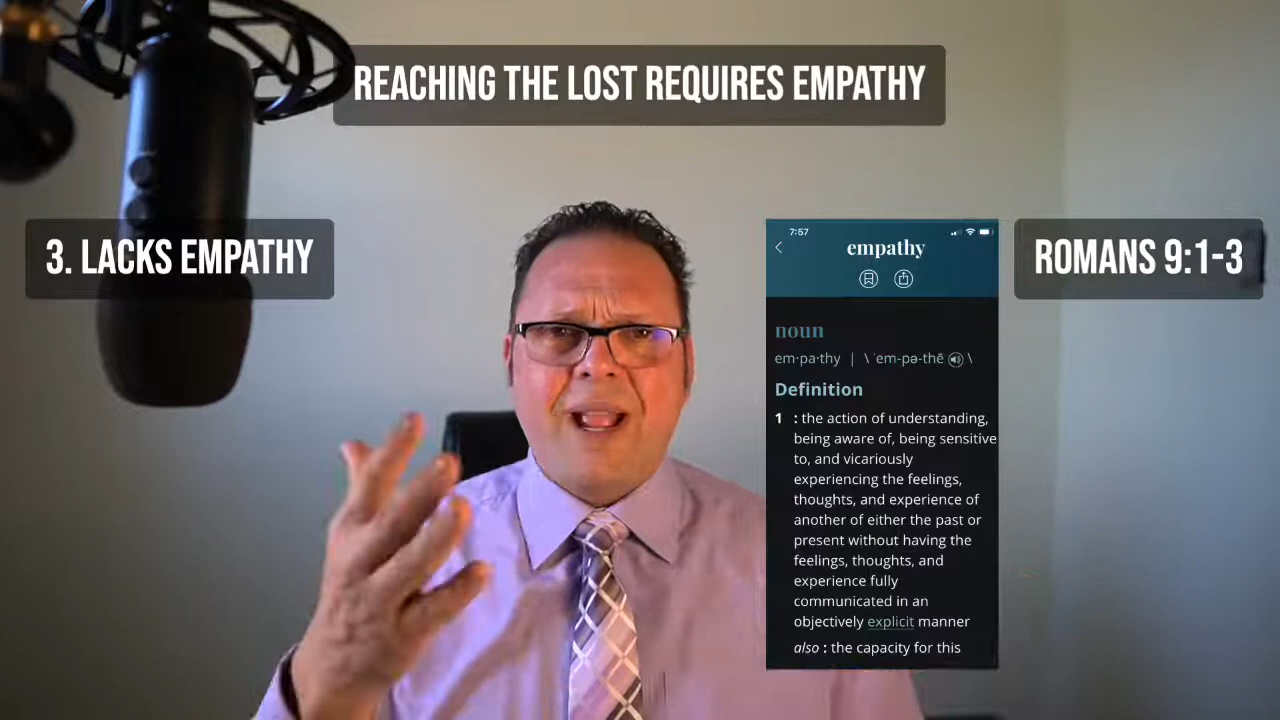 REACHING THE LOST REQUIRES EMPATHY
3. LACKS EMPATHY
7:57
empathy
noun
em·pa·thy | \ ˈem-pə-thē \
Definition
1 : the action of understanding,
being aware of, being sensitive
to, and vicariously
experiencing the feelings,
thoughts, and experience of
another of either the past or
present without having the
feelings, thoughts, and
experience fully
communicated in an
objectively explicit manner
also : the capacity for this
ROMANS 9:1-3